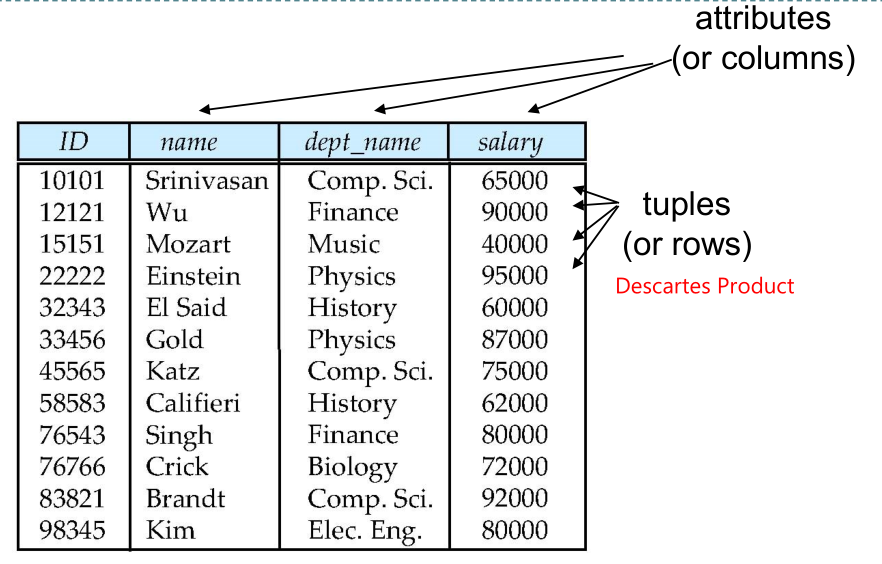 attributes
(or columns)
ID name dept_name salary
10101 Srinivasan Comp. Sci. 65000
12121 Wu Finance 90000
15151 Mozart Music 40000
22222 Einstein Physics 95000
32343 El Said History 60000
33456 Gold Physics 87000
45565 Katz Comp. Sci. 75000
58583 Califieri History 62000
76543 Singh Finance 80000
76766 Crick Biology 72000
83821 Brandt Comp. Sci. 92000
98345 Kim Elec. Eng. 80000
tuples
(or rows)
Descartes Product